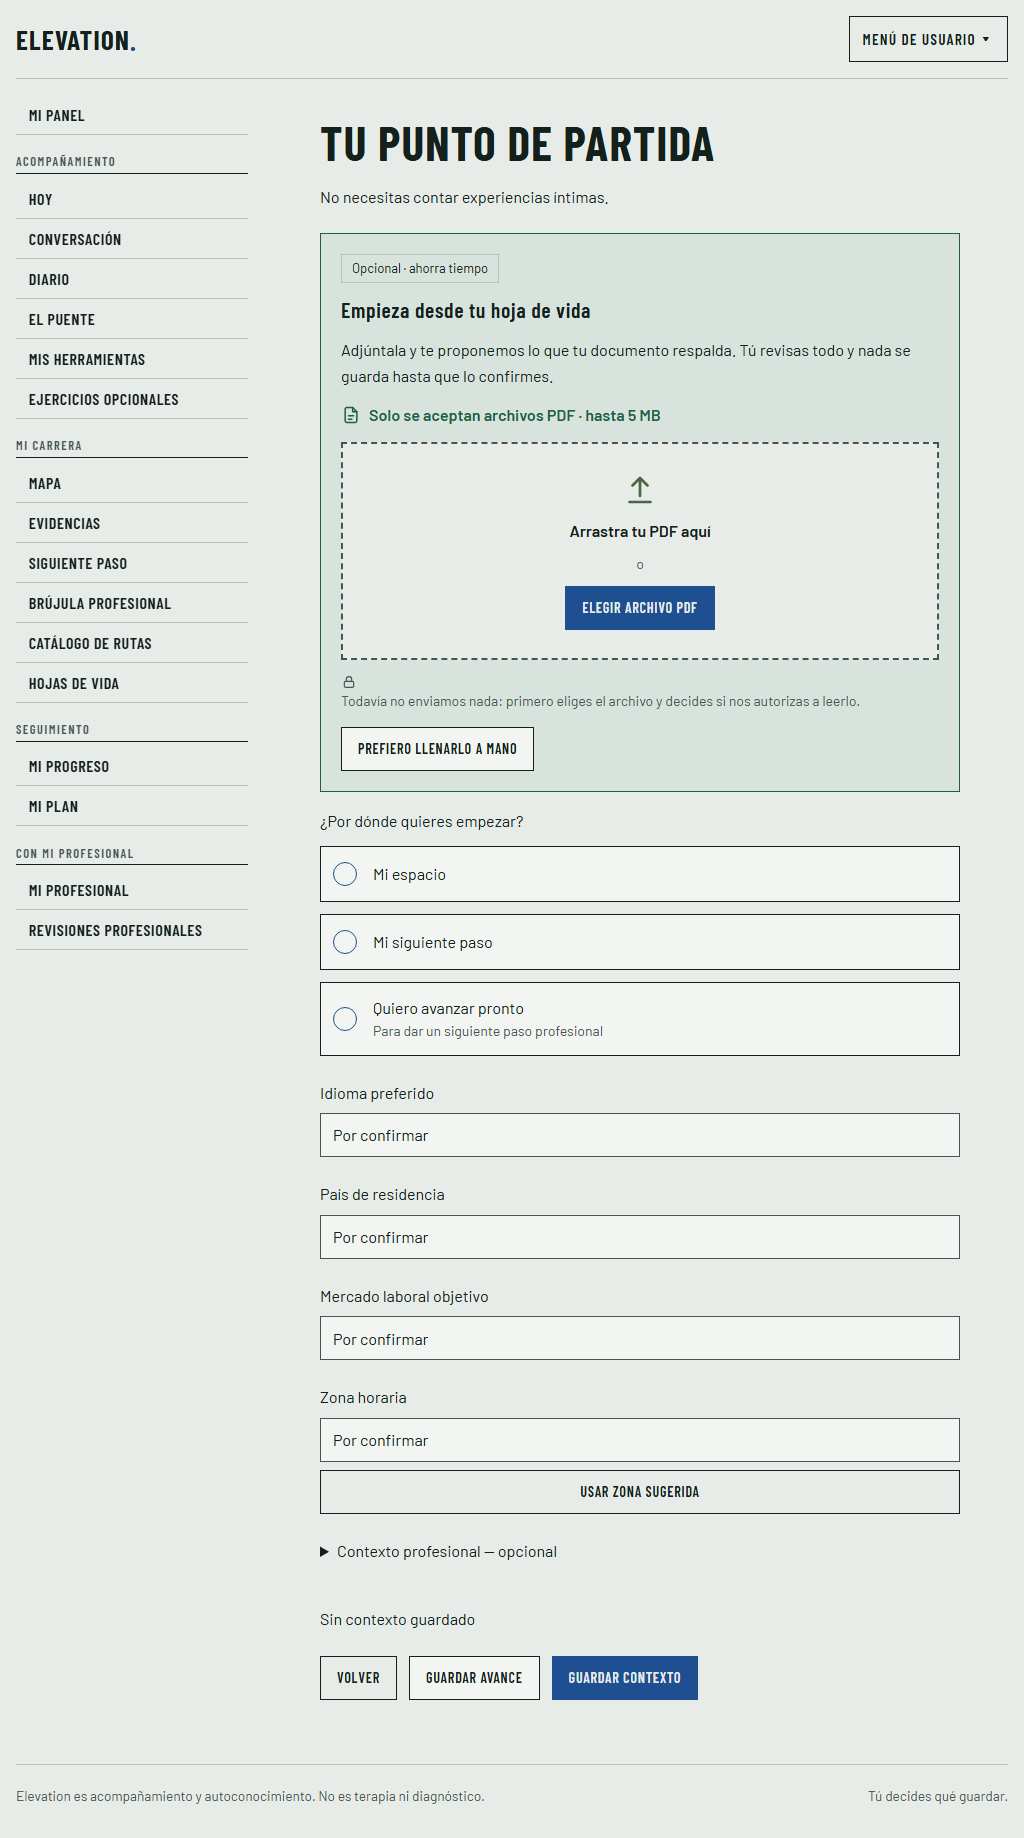 ELEVATION.
MENÚ DE USUARIO
MI PANEL
ACOMPAÑAMIENTO
HOY
CONVERSACIÓN
DIARIO
EL PUENTE
MIS HERRAMIENTAS
EJERCICIOS OPCIONALES
MI CARRERA
MAPA
EVIDENCIAS
SIGUIENTE PASO
BRÚJULA PROFESIONAL
CATÁLOGO DE RUTAS
HOJAS DE VIDA
SEGUIMIENTO
MI PROGRESO
MI PLAN
CON MI PROFESIONAL
MI PROFESIONAL
REVISIONES PROFESIONALES
TU PUNTO DE PARTIDA
No necesitas contar experiencias íntimas.
Opcional · ahorra tiempo
Empieza desde tu hoja de vida
Adjúntala y te proponemos lo que tu documento respalda. Tú revisas todo y nada se
guarda hasta que lo confirmes.
Solo se aceptan archivos PDF · hasta 5 MB
Arrastra tu PDF aquí
o
ELEGIR ARCHIVO PDF
Todavía no enviamos nada: primero eliges el archivo y decides si nos autorizas a leerlo.
PREFIERO LLENARLO A MANO
¿Por dónde quieres empezar?
Mi espacio
Mi siguiente paso
Quiero avanzar pronto
Para dar un siguiente paso profesional
Idioma preferido
Por confirmar
País de residencia
Por confirmar
Mercado laboral objetivo
Por confirmar
Zona horaria
Por confirmar
USAR ZONA SUGERIDA
Contexto profesional — opcional
Sin contexto guardado
VOLVER
GUARDAR AVANCE
GUARDAR CONTEXTO
Elevation es acompañamiento y autoconocimiento. No es terapia ni diagnóstico.
Tú decides qué guardar.